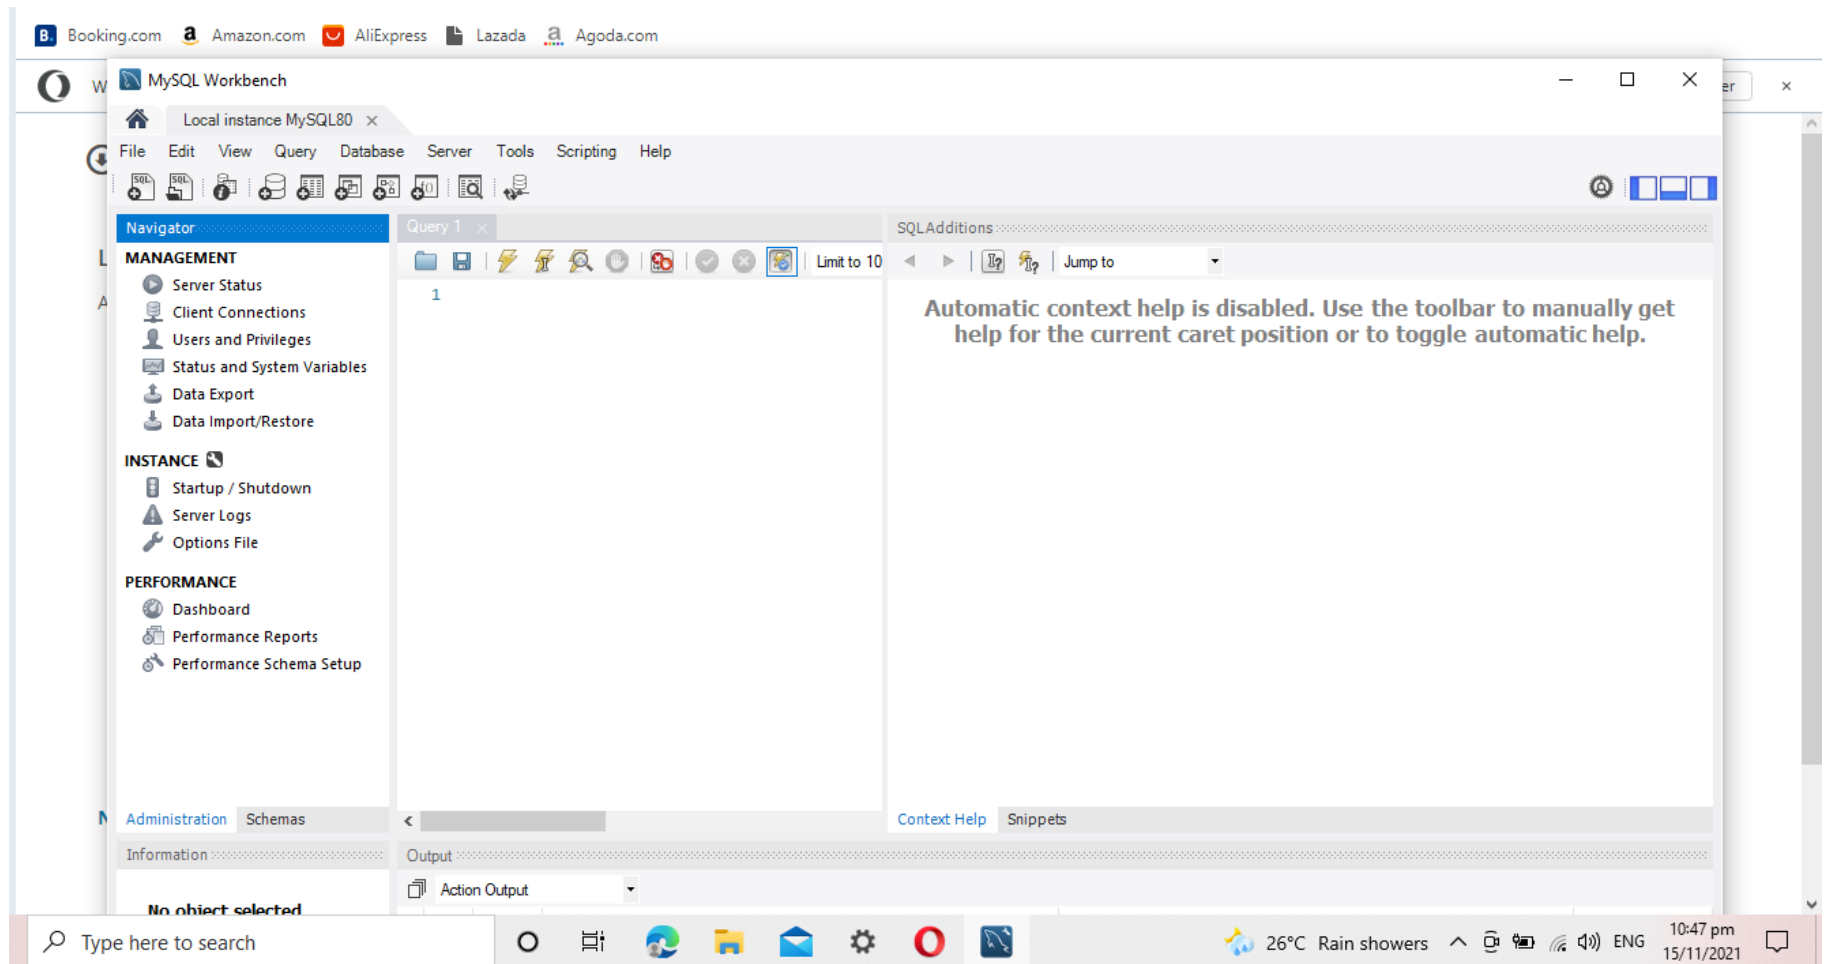 B. Booking.com a Amazon.com AliExpress Lazada a Agoda.com
W MySQL Workbench er ×
Local instance MySQL80 ×
File Edit View Query Database Server Tools Scripting Help
Navigator
MANAGEMENT
Server Status
Client Connections
Users and Privileges
Status and System Variables
Data Export
Data Import/Restore
INSTANCE
Startup / Shutdown
Server Logs
Options File
PERFORMANCE
Dashboard
Performance Reports
Performance Schema Setup
Administration Schemas
Information
No object selected
Query 1 ×
Limit to 10
1
SQLAdditions
Jump to
Automatic context help is disabled. Use the toolbar to manually get
help for the current caret position or to toggle automatic help.
Context Help Snippets
Output
Action Output
L
A
N
Type here to search
26°C Rain showers ENG
10:47 pm
15/11/2021